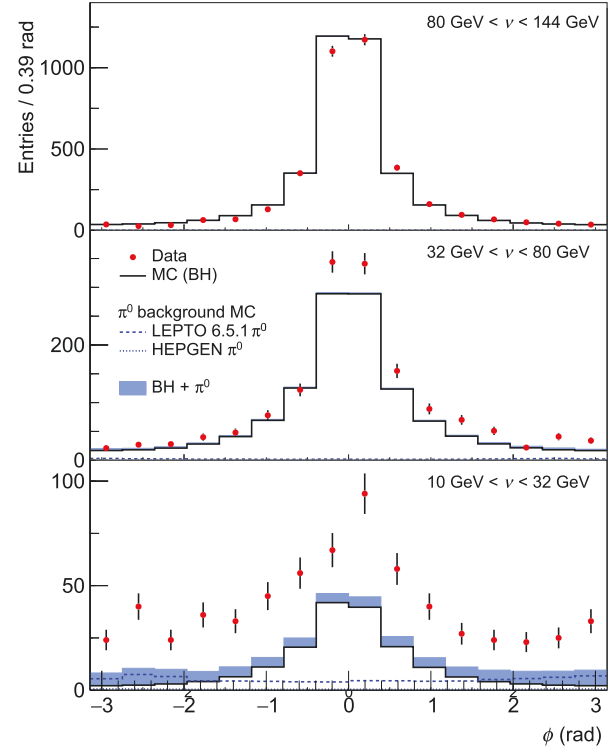 80 GeV < ν < 144 GeV
Entries / 0.39 rad
1000
500
0
32 GeV < ν < 80 GeV
Data
MC (BH)
π⁰ background MC
LEPTO 6.5.1 π⁰
HEPGEN π⁰
BH + π⁰
200
0
10 GeV < ν < 32 GeV
100
50
0
−3 −2 −1 0 1 2 3
ϕ (rad)